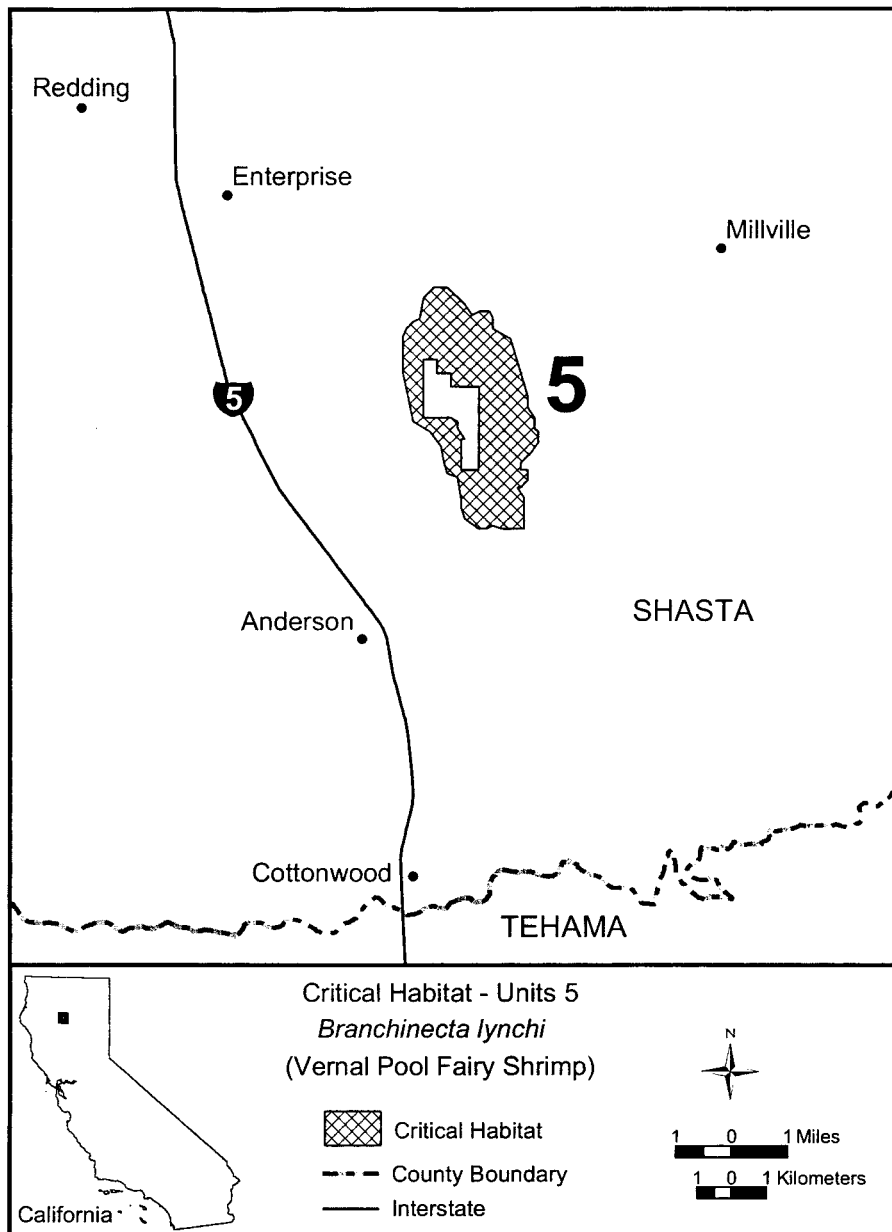 Redding
Enterprise
Millville
5
5
Anderson
SHASTA
Cottonwood
TEHAMA
Critical Habitat - Units 5
Branchinecta lynchi
(Vernal Pool Fairy Shrimp)
N
Critical Habitat
County Boundary
Interstate
1 0 1 Miles
1 0 1 Kilometers
California